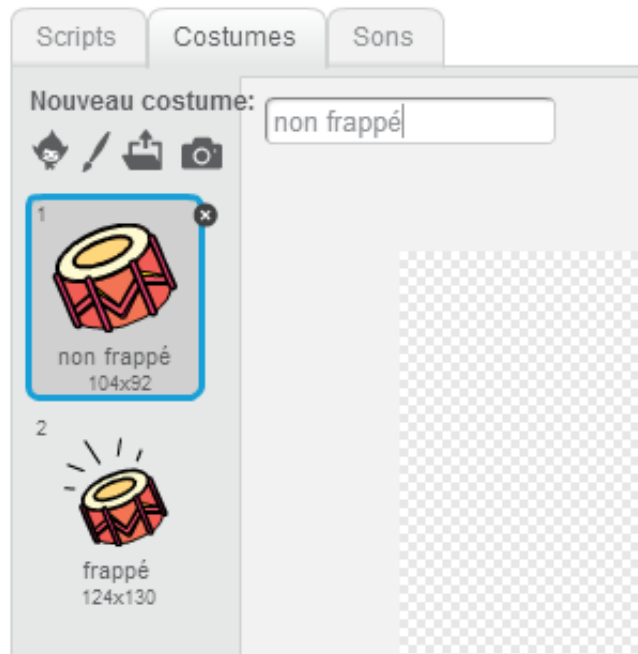 Scripts Costumes Sons
Nouveau costume:
non frappé
1
non frappé
104x92
2
frappé
124x130